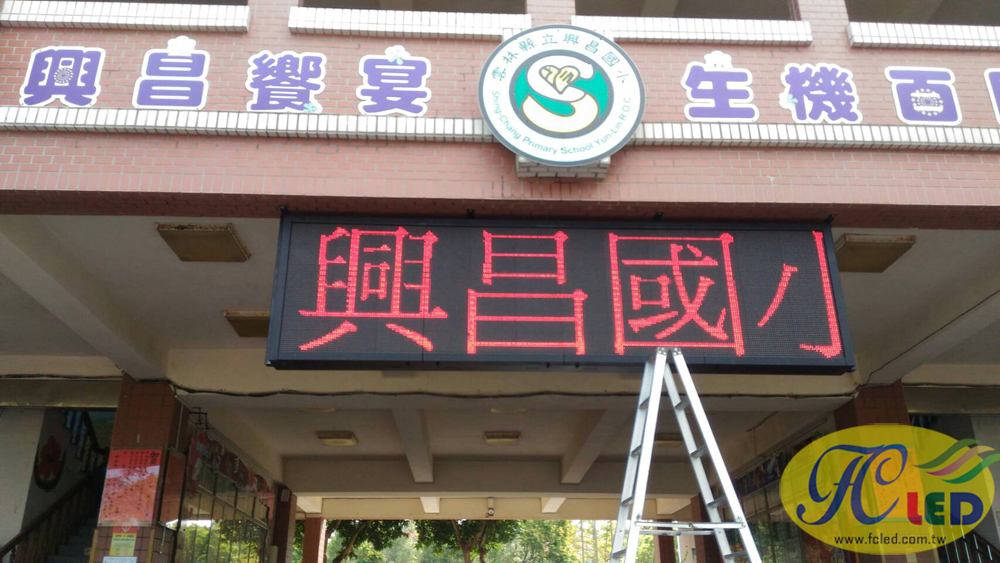 興昌饗宴
雲林縣立興昌國小
Shing-Chang Primary School Yun-Lin R.O.C
生機百
興昌國小
FC LED
www.fcled.com.tw